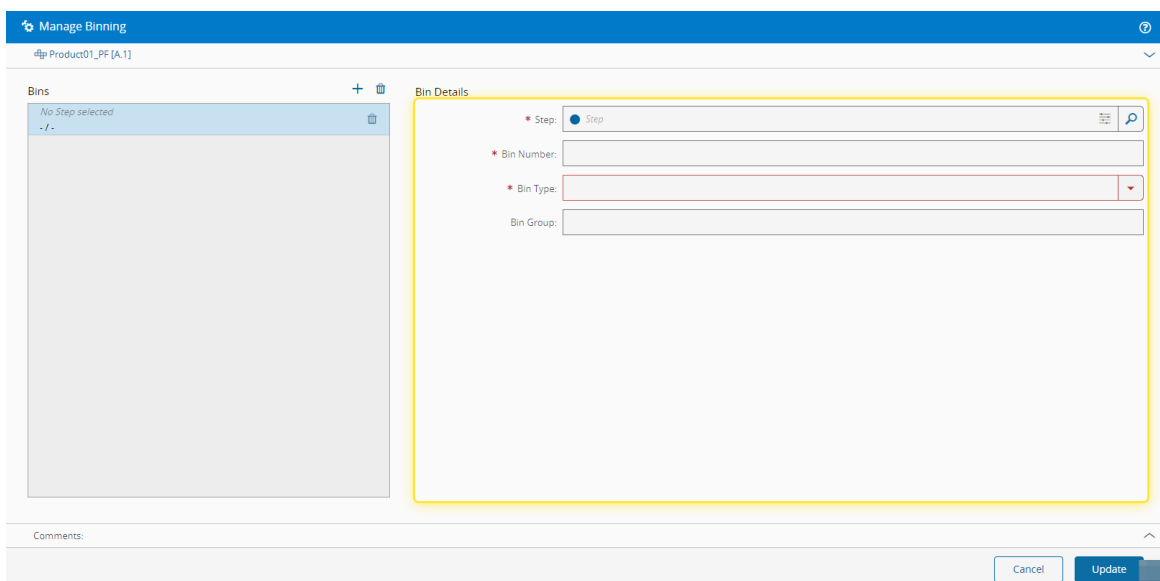 Manage Binning
Product01_PF [A.1]
Bins
Bin Details
No Step selected
- / -
* Step: Step
* Bin Number:
* Bin Type:
Bin Group:
Comments:
Cancel Update